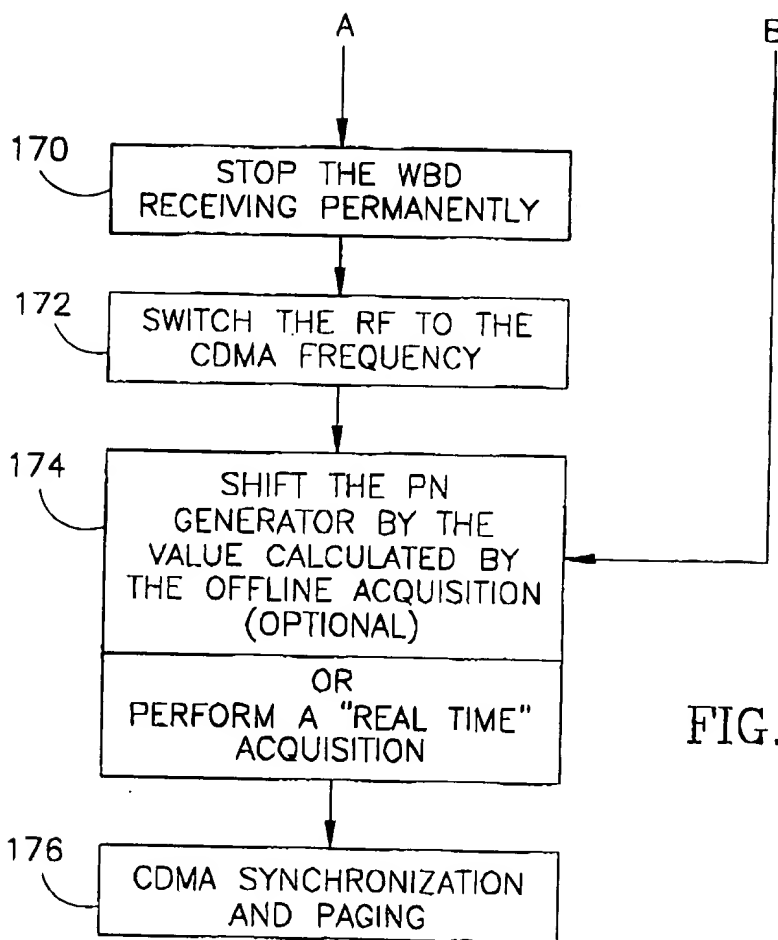 A
B
170
STOP THE WBD
RECEIVING PERMANENTLY
172
SWITCH THE RF TO THE
CDMA FREQUENCY
174
SHIFT THE PN
GENERATOR BY THE
VALUE CALCULATED BY
THE OFFLINE ACQUISITION
(OPTIONAL)
OR
PERFORM A "REAL TIME"
ACQUISITION
FIG.
176
CDMA SYNCHRONIZATION
AND PAGING